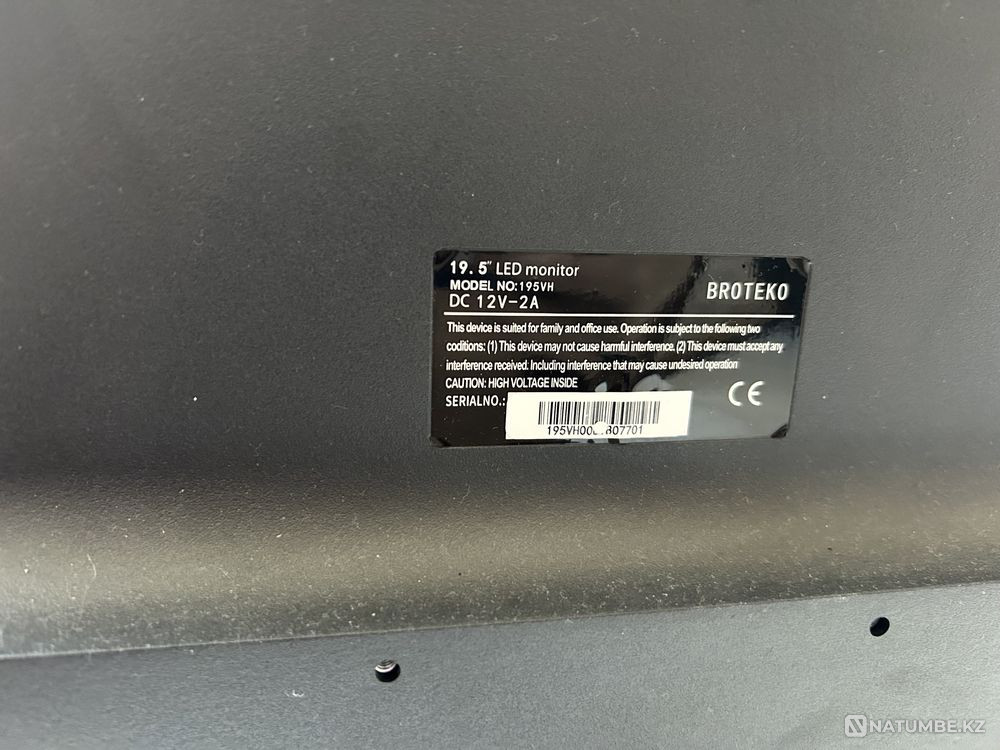 19.5" LED monitor
MODEL NO:195VH
DC 12V-2A
BROTEKO
This device is suited for family and office use. Operation is subject to the following two
coditions: (1) This device may not cause harmful interference. (2) This device must accept any
interference received. Including interference that may cause undesired operation
CAUTION: HIGH VOLTAGE INSIDE
SERIALNO.:
CE
NATUMBE.KZ